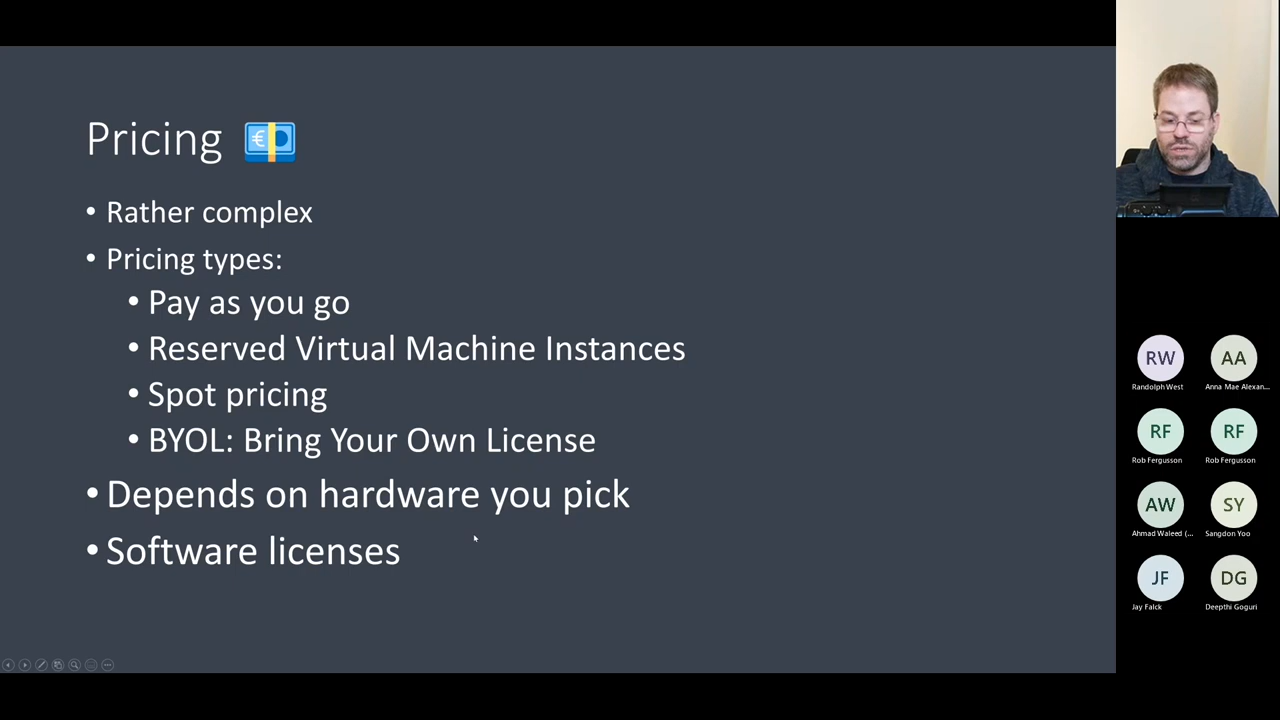 Pricing
• Rather complex
• Pricing types:
• Pay as you go
• Reserved Virtual Machine Instances
• Spot pricing
• BYOL: Bring Your Own License
• Depends on hardware you pick
• Software licenses
RW AA
Randolph West Anna Mae Alexan...
RF RF
Rob Fergusson Rob Fergusson
AW SY
Ahmad Waleed (... Sangdon Yoo
JF DG
Jay Falck Deepthi Goguri